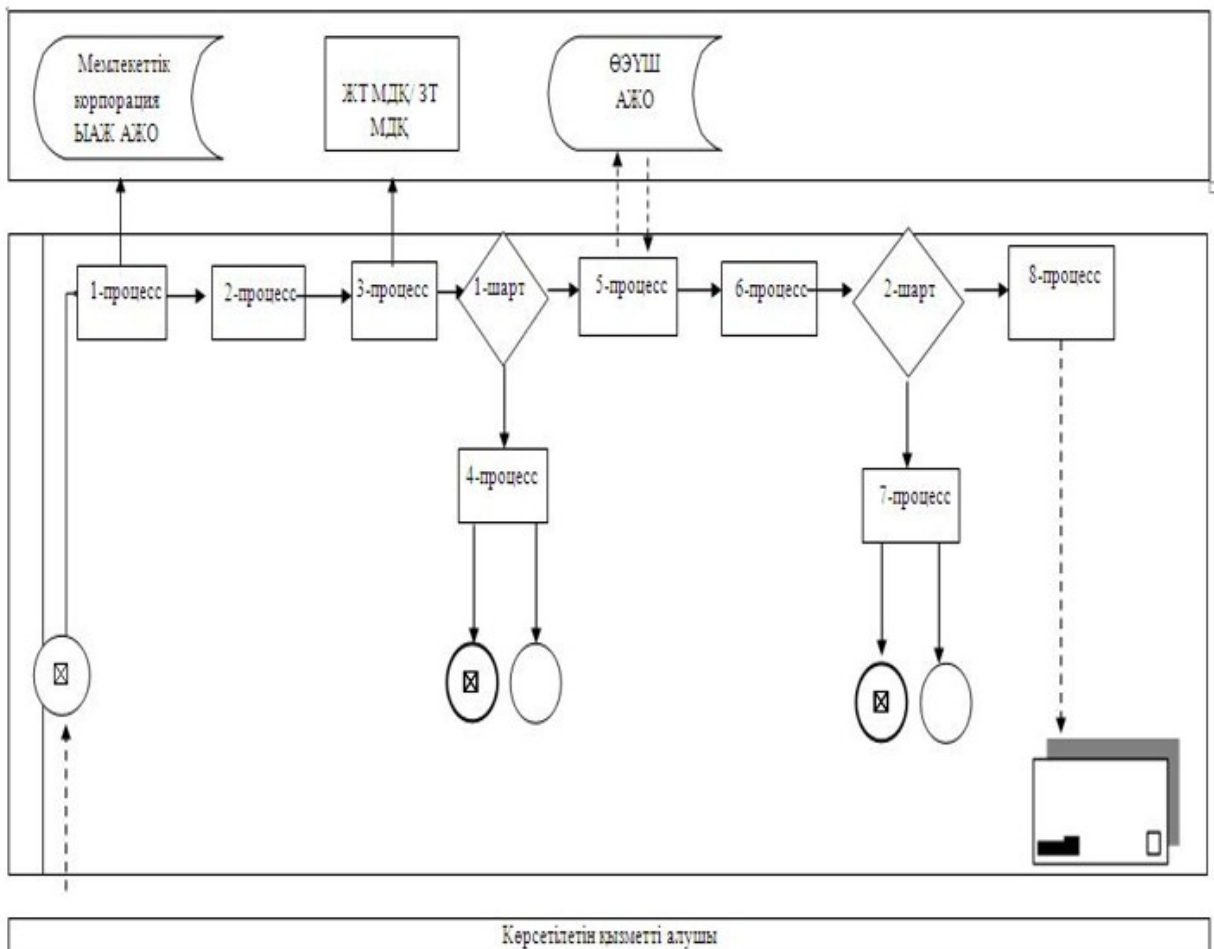 Мемлекеттік
корпорация
ЫАЖ АЖО
ЖТ МДҚ/ ЗТ
МДҚ
ӨЭҮШ
АЖО
1-процесс
2-процесс
3-процесс
1-шарт
5-процесс
6-процесс
2-шарт
8-процесс
4-процесс
7-процесс
Көрсетілетін қызметті алушы